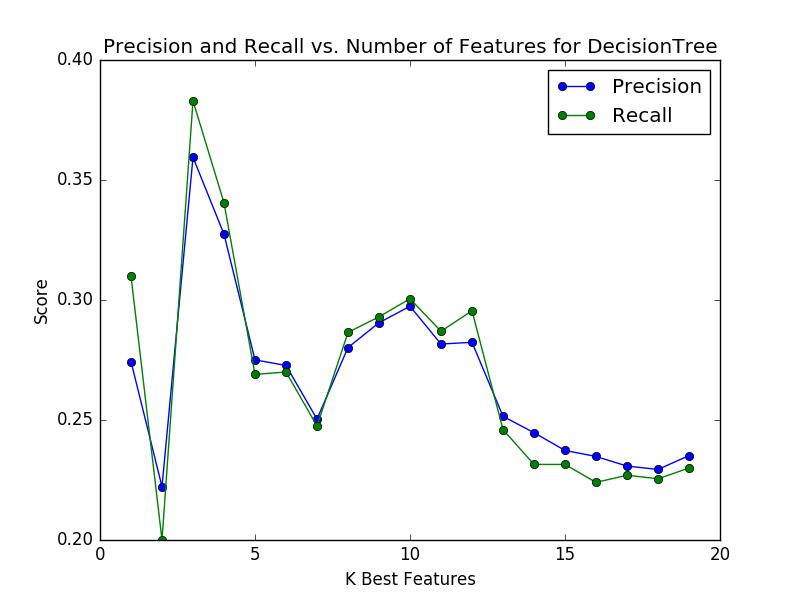 Precision and Recall vs. Number of Features for DecisionTree
Precision
Recall
0.40
0.35
0.30
0.25
0.20
Score
0
5
10
15
20
K Best Features